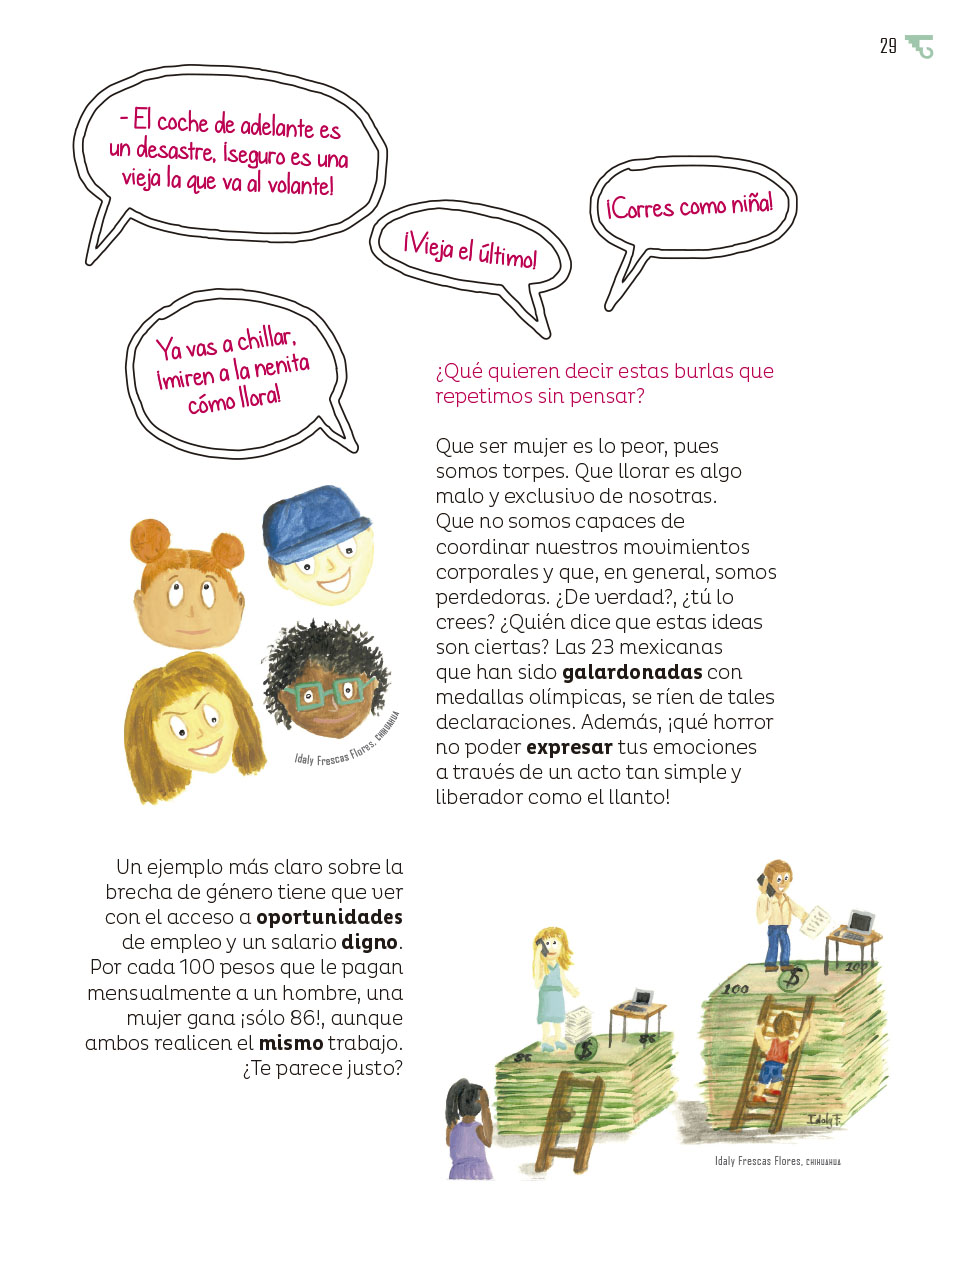 29
- El coche de adelante es
un desastre, ¡seguro es una
vieja la que va al volante!
¡Vieja el último!
¡Corres como niña!
Ya vas a chillar,
¡miren a la nenita
cómo llora!
¿Qué quieren decir estas burlas que
repetimos sin pensar?
Que ser mujer es lo peor, pues
somos torpes. Que llorar es algo
malo y exclusivo de nosotras.
Que no somos capaces de
coordinar nuestros movimientos
corporales y que, en general, somos
perdedoras. ¿De verdad?, ¿tú lo
crees? ¿Quién dice que estas ideas
son ciertas? Las 23 mexicanas
que han sido galardonadas con
medallas olímpicas, se ríen de tales
declaraciones. Además, ¡qué horror
no poder expresar tus emociones
a través de un acto tan simple y
liberador como el llanto!
Idaly Frescas Flores, CHIHUAHUA
Un ejemplo más claro sobre la
brecha de género tiene que ver
con el acceso a oportunidades
de empleo y un salario digno.
Por cada 100 pesos que le pagan
mensualmente a un hombre, una
mujer gana ¡sólo 86!, aunque
ambos realicen el mismo trabajo.
¿Te parece justo?
86 $ 86
100 $ 100
Idaly F.
Idaly Frescas Flores, CHIHUAHUA